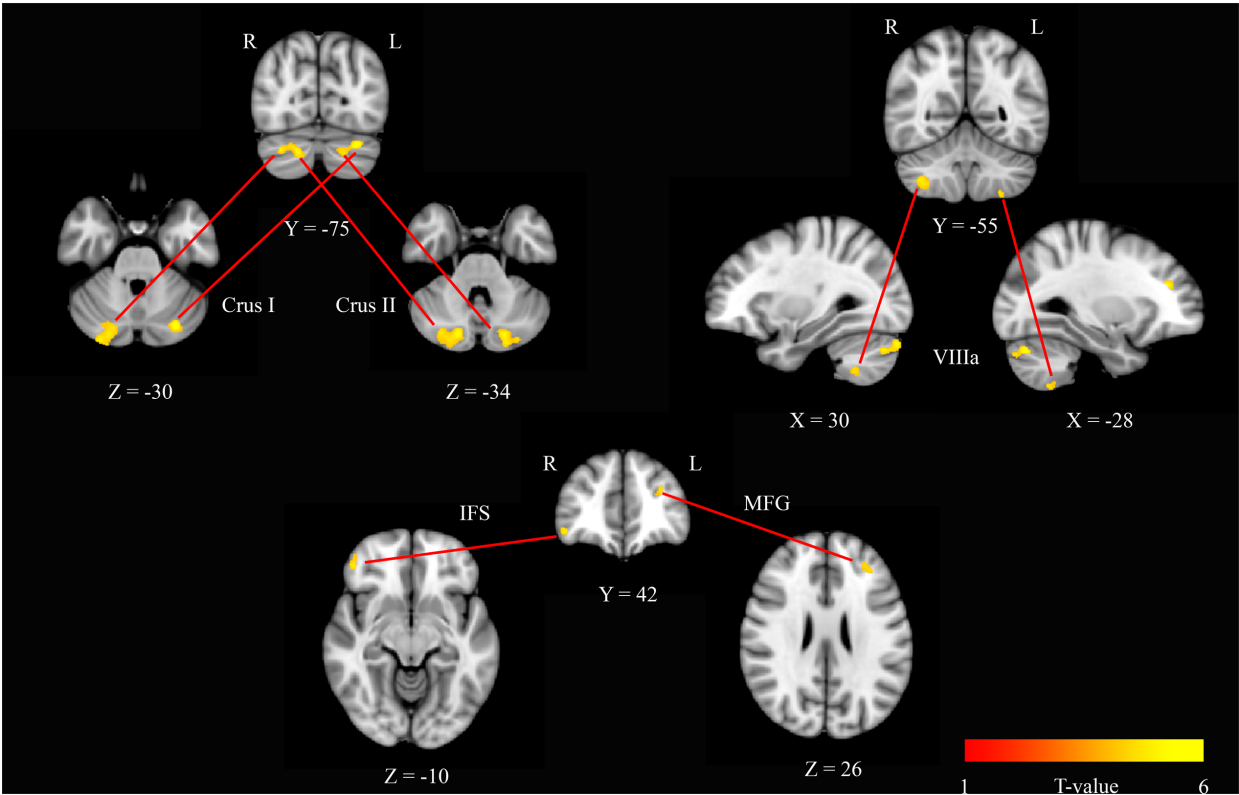 R L
Y = -75
Crus I
Crus II
Z = -30
Z = -34
R L
Y = -55
VIIIa
X = 30
X = -28
R L
IFS
MFG
Y = 42
Z = -10
Z = 26
1 T-value 6